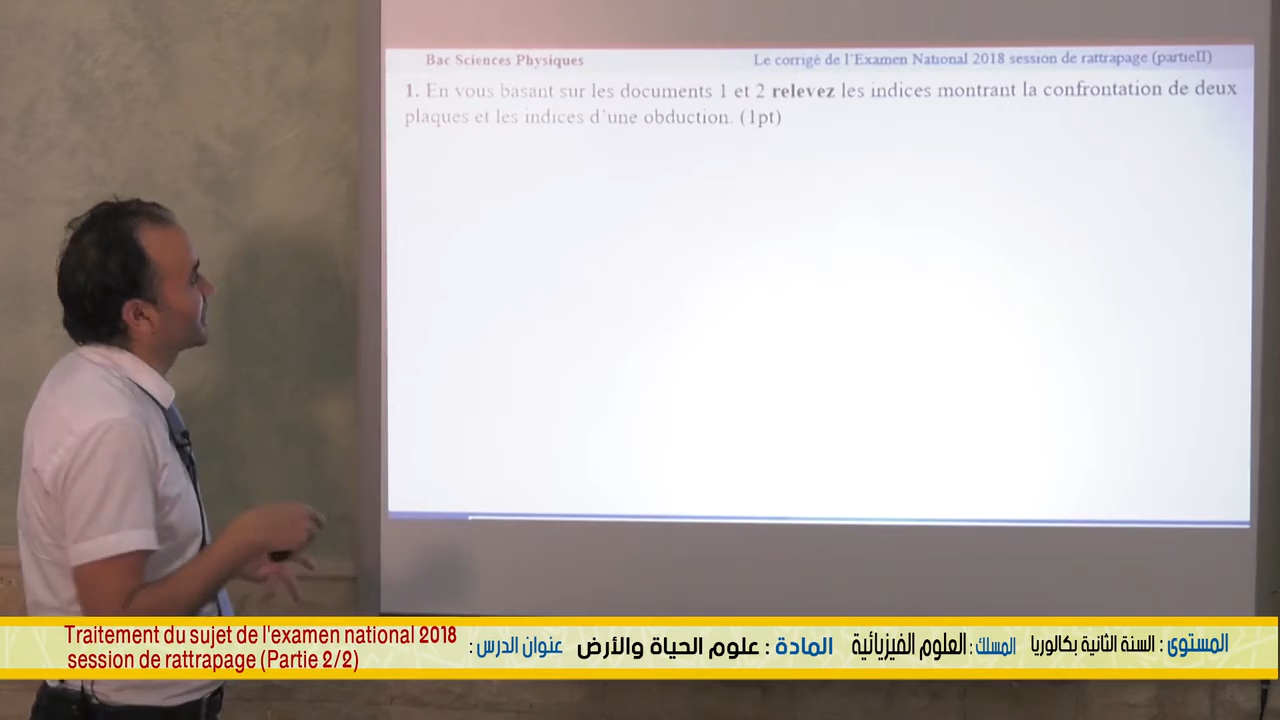 Bac Sciences Physiques
Le corrigé de l'Examen National 2018 session de rattrapage (partieII)
1. En vous basant sur les documents 1 et 2 relevez les indices montrant la confrontation de deux
plaques et les indices d'une obduction. (1pt)
المستوى : السنة الثانية بكالوريا
المسلك : العلوم الفيزيائية
المادة : علوم الحياة والأرض
عنوان الدرس :
Traitement du sujet de l'examen national 2018
session de rattrapage (Partie 2/2)